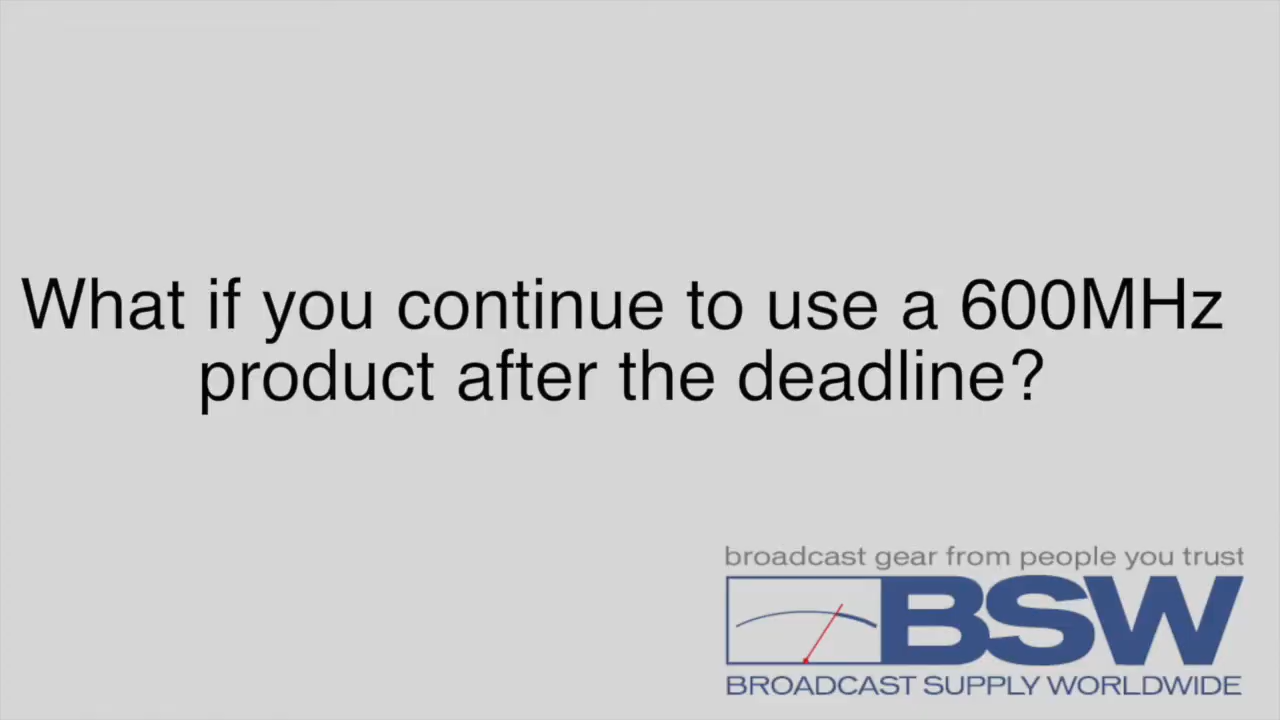 What if you continue to use a 600MHz
product after the deadline?
broadcast gear from people you trust
BSW
BROADCAST SUPPLY WORLDWIDE